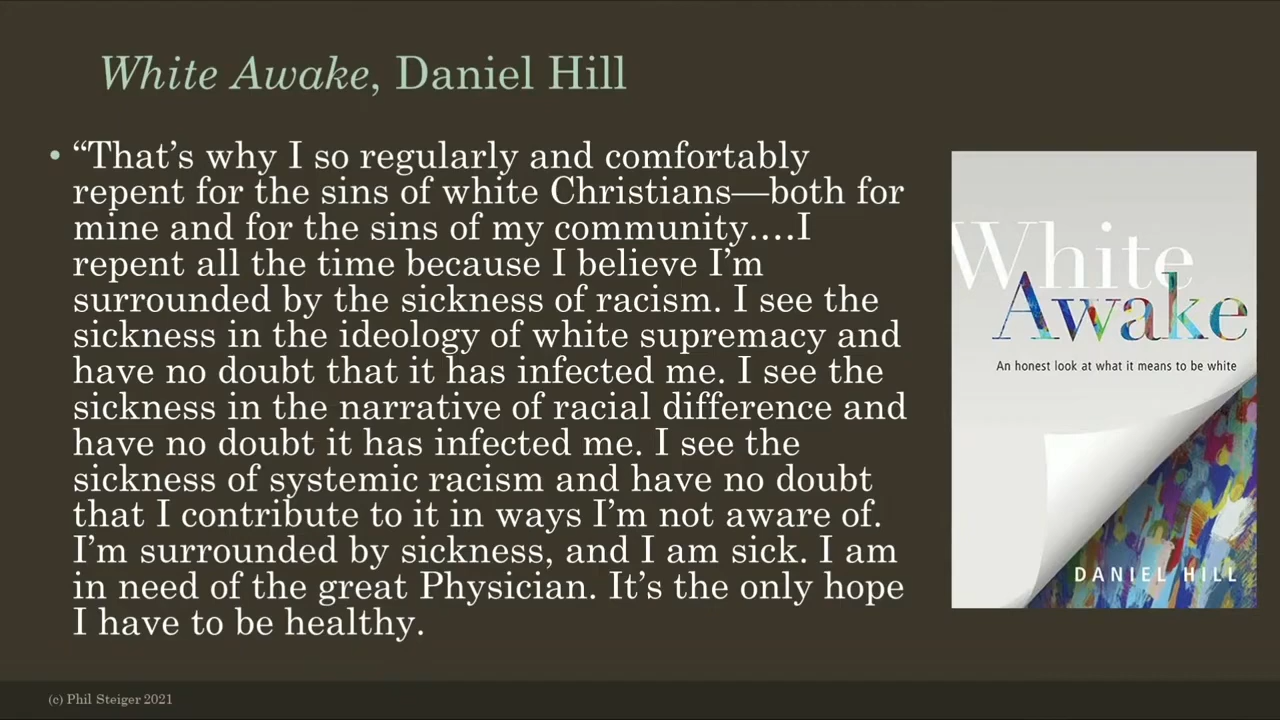 White Awake, Daniel Hill
• “That’s why I so regularly and comfortably
repent for the sins of white Christians—both for
mine and for the sins of my community.…I
repent all the time because I believe I’m
surrounded by the sickness of racism. I see the
sickness in the ideology of white supremacy and
have no doubt that it has infected me. I see the
sickness in the narrative of racial difference and
have no doubt it has infected me. I see the
sickness of systemic racism and have no doubt
that I contribute to it in ways I’m not aware of.
I’m surrounded by sickness, and I am sick. I am
in need of the great Physician. It’s the only hope
I have to be healthy.
White
Awake
An honest look at what it means to be white
DANIEL HILL
(c) Phil Steiger 2021